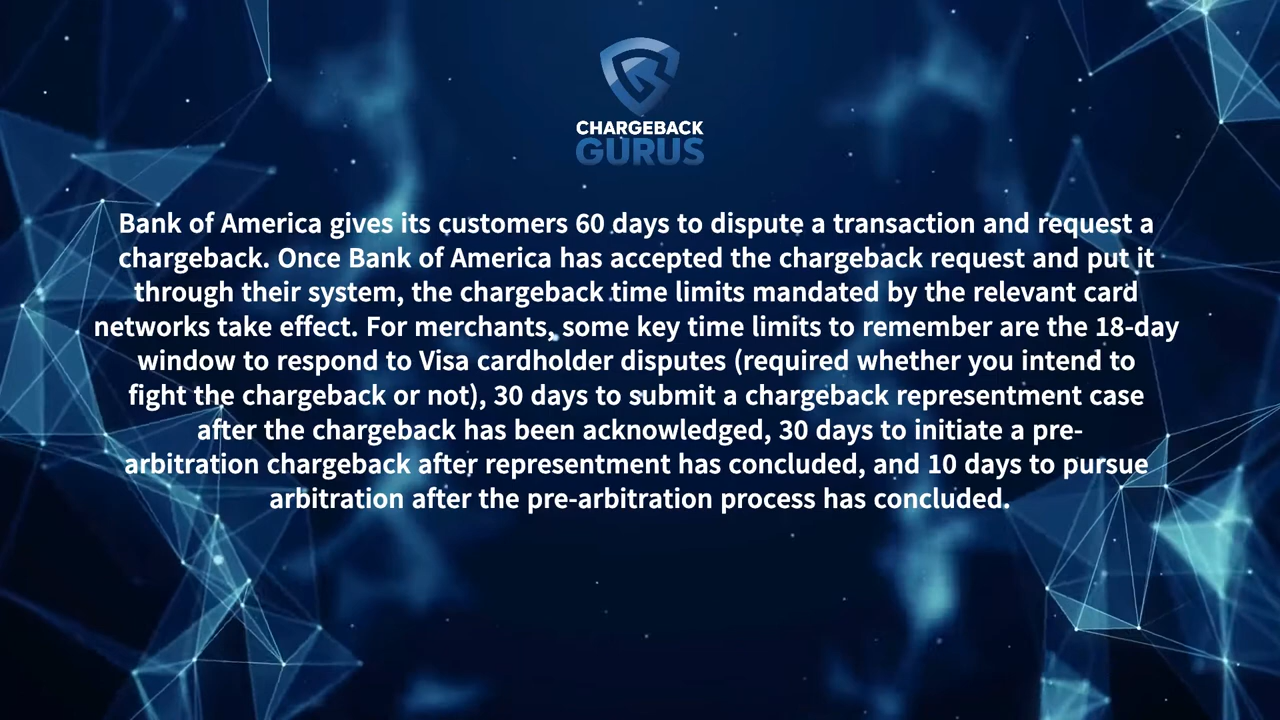 CHARGEBACK
GURUS
Bank of America gives its customers 60 days to dispute a transaction and request a
chargeback. Once Bank of America has accepted the chargeback request and put it
through their system, the chargeback time limits mandated by the relevant card
networks take effect. For merchants, some key time limits to remember are the 18-day
window to respond to Visa cardholder disputes (required whether you intend to
fight the chargeback or not), 30 days to submit a chargeback representment case
after the chargeback has been acknowledged, 30 days to initiate a pre-
arbitration chargeback after representment has concluded, and 10 days to pursue
arbitration after the pre-arbitration process has concluded.